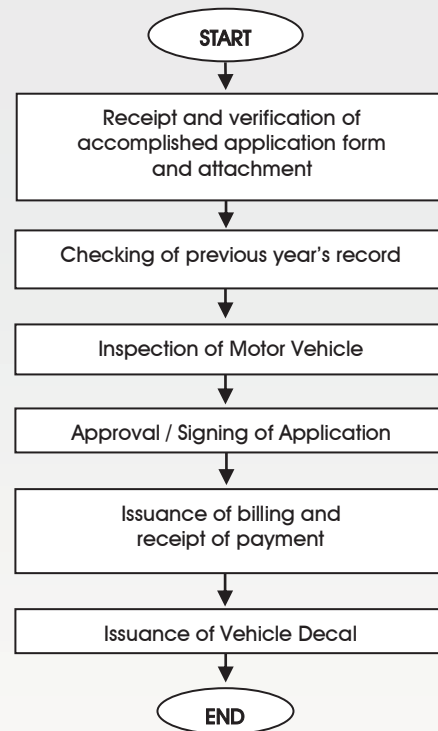 START
Receipt and verification of
accomplished application form
and attachment
Checking of previous year's record
Inspection of Motor Vehicle
Approval / Signing of Application
Issuance of billing and
receipt of payment
Issuance of Vehicle Decal
END